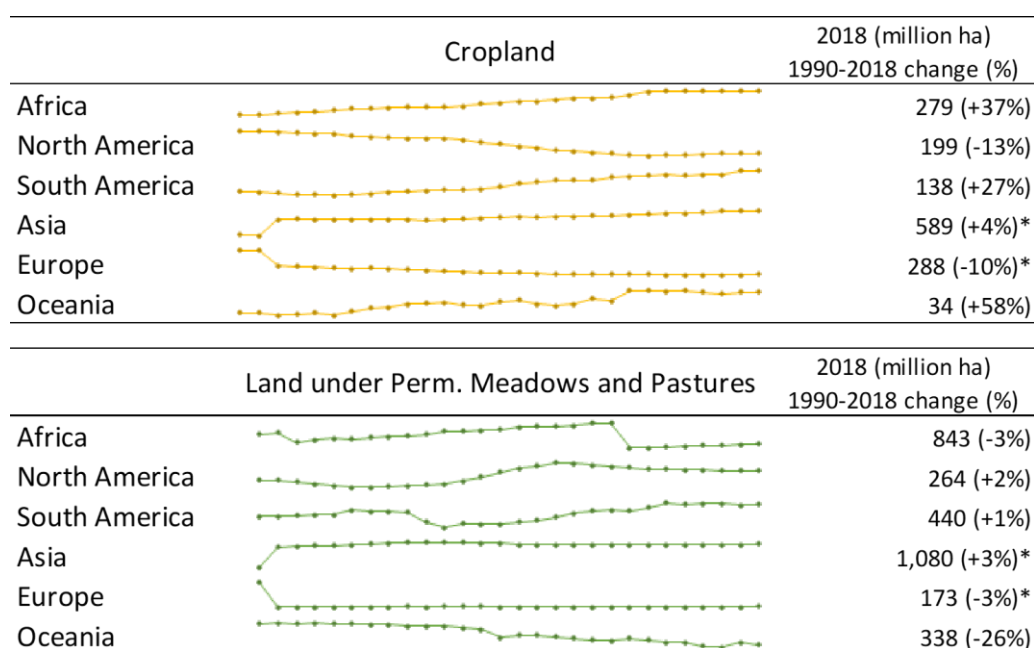 Cropland
2018 (million ha)
1990-2018 change (%)
Africa 279 (+37%)
North America 199 (-13%)
South America 138 (+27%)
Asia 589 (+4%)*
Europe 288 (-10%)*
Oceania 34 (+58%)
Land under Perm. Meadows and Pastures
2018 (million ha)
1990-2018 change (%)
Africa 843 (-3%)
North America 264 (+2%)
South America 440 (+1%)
Asia 1,080 (+3%)*
Europe 173 (-3%)*
Oceania 338 (-26%)